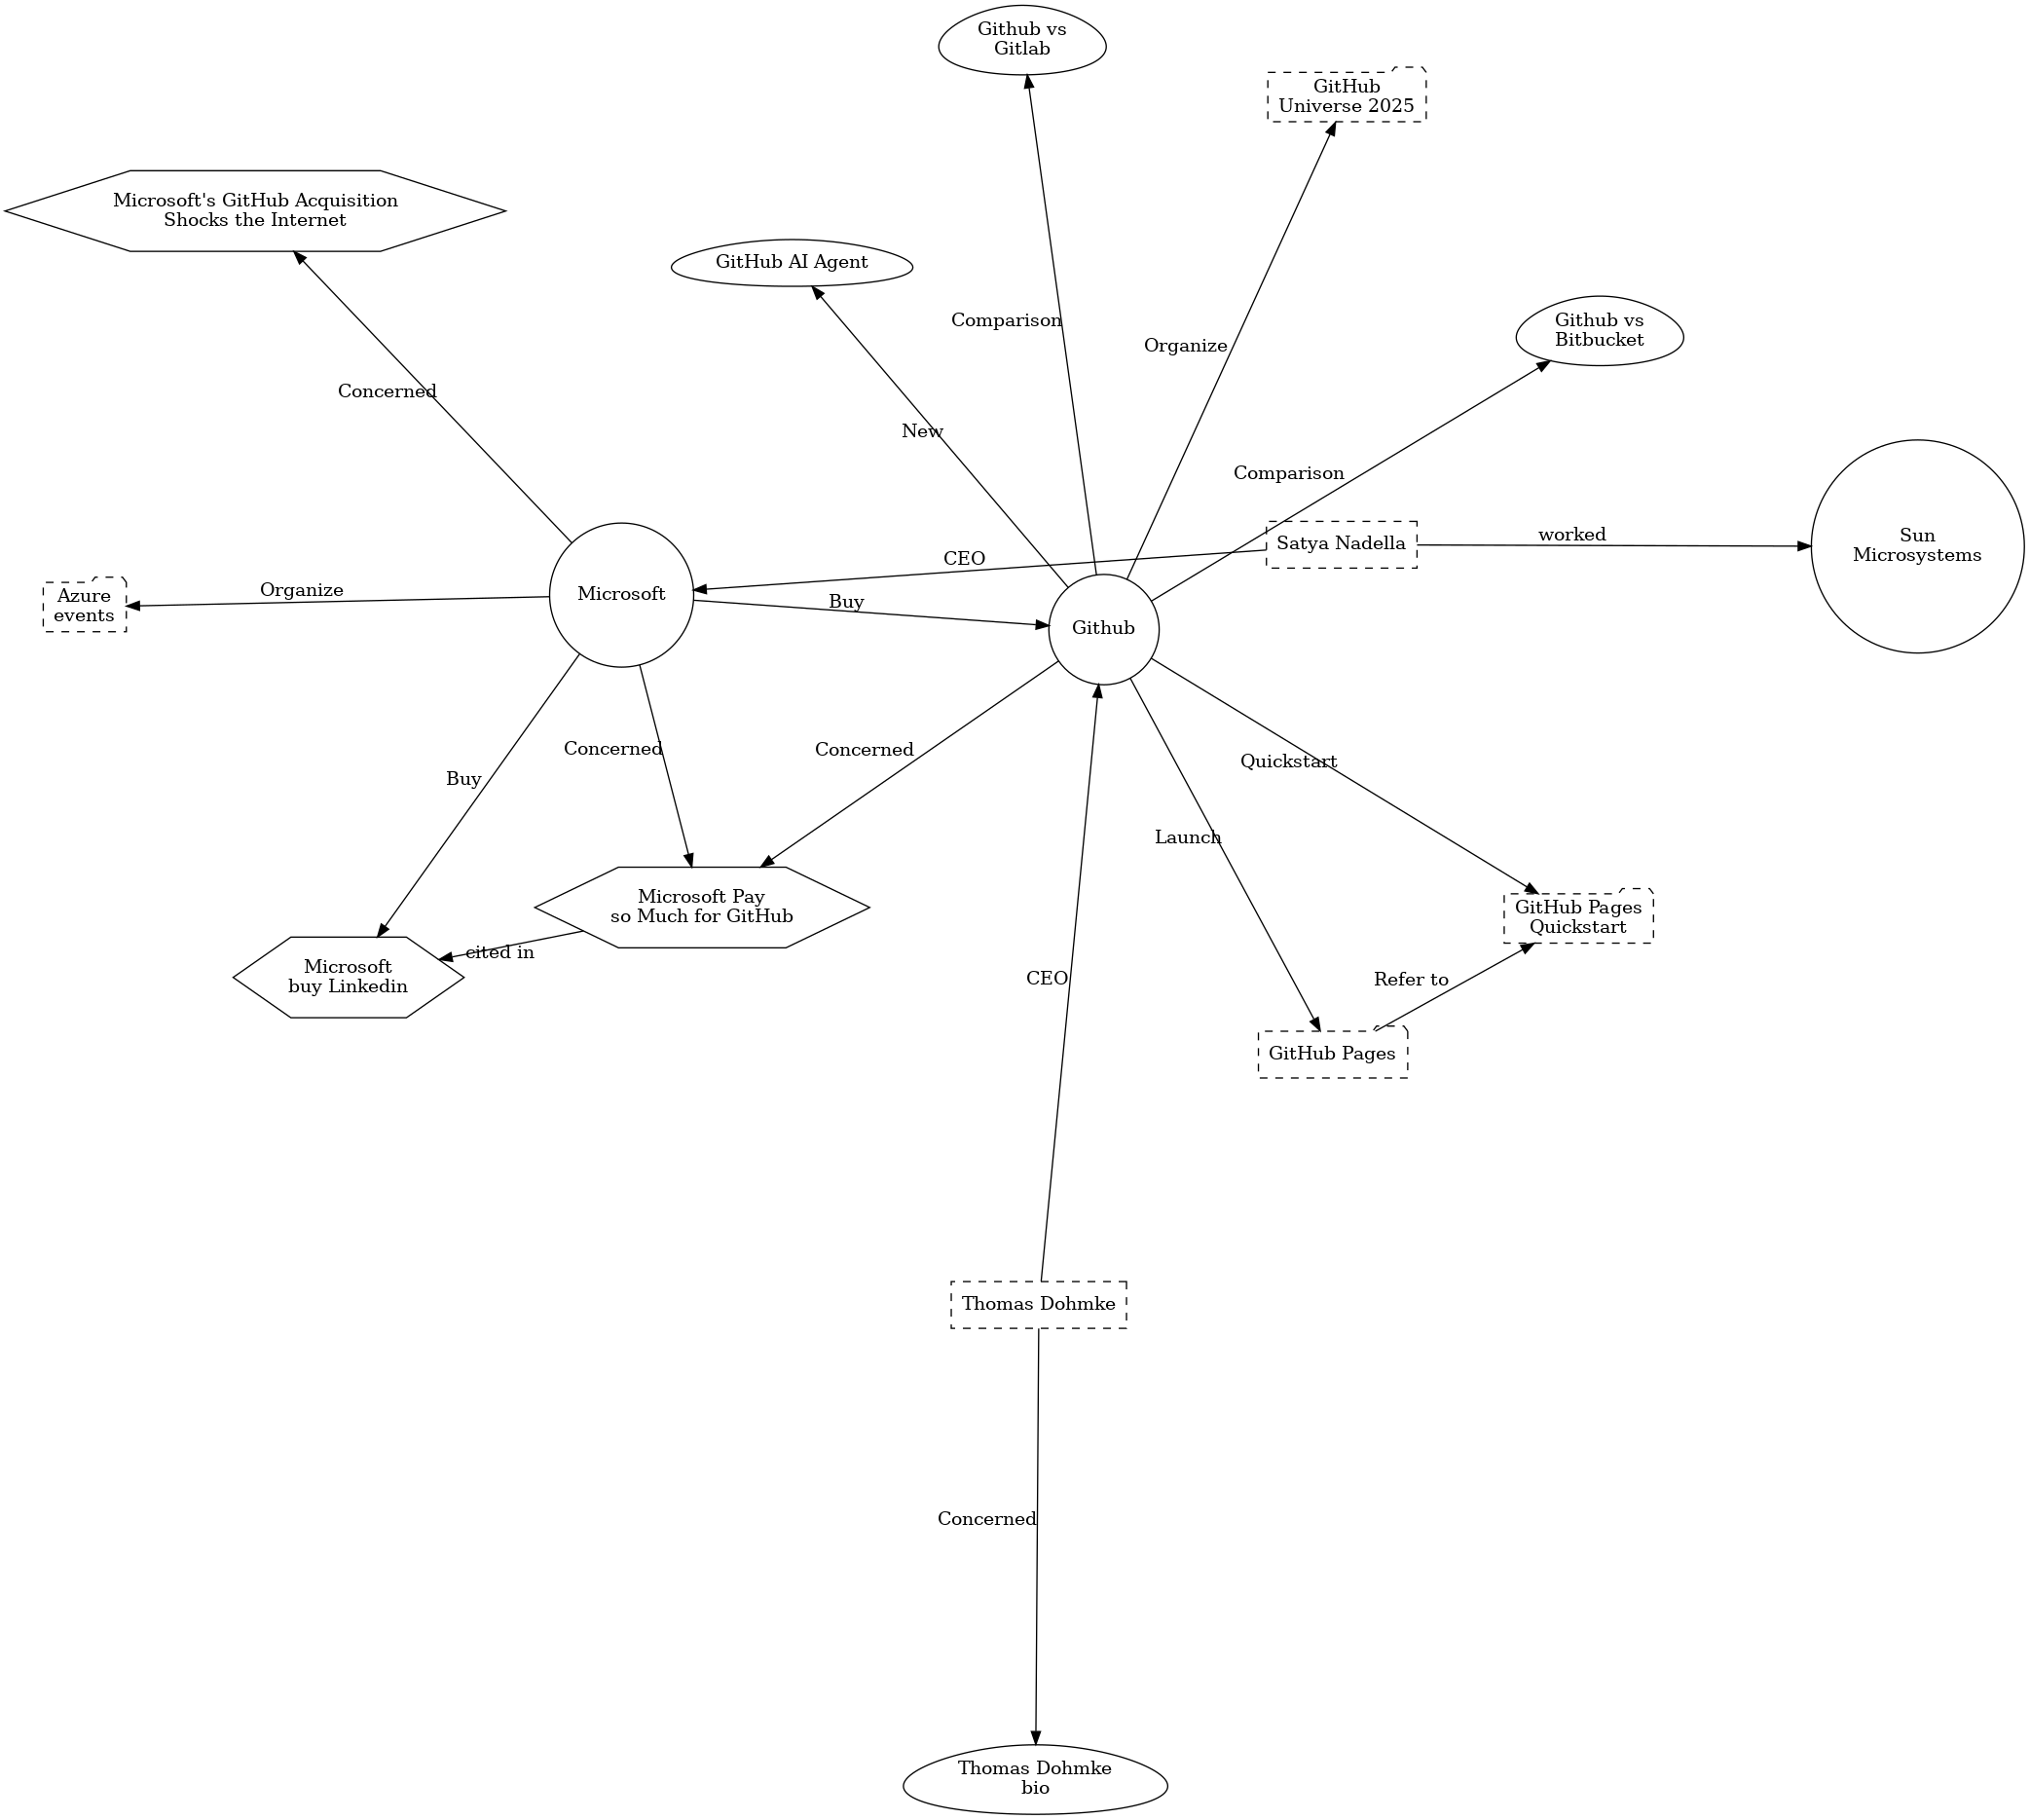 Github vs
Gitlab
GitHub
Universe 2025
Microsoft's GitHub Acquisition
Shocks the Internet
GitHub AI Agent
Comparison
Organize
Github vs
Bitbucket
Concerned
New
Comparison
Satya Nadella
worked
Sun
Microsystems
CEO
Azure
events
Organize
Microsoft
Buy
Github
Concerned
Concerned
Quickstart
Buy
Launch
Microsoft Pay
so Much for GitHub
GitHub Pages
Quickstart
cited in
Microsoft
buy Linkedin
CEO
Refer to
GitHub Pages
Thomas Dohmke
Concerned
Thomas Dohmke
bio